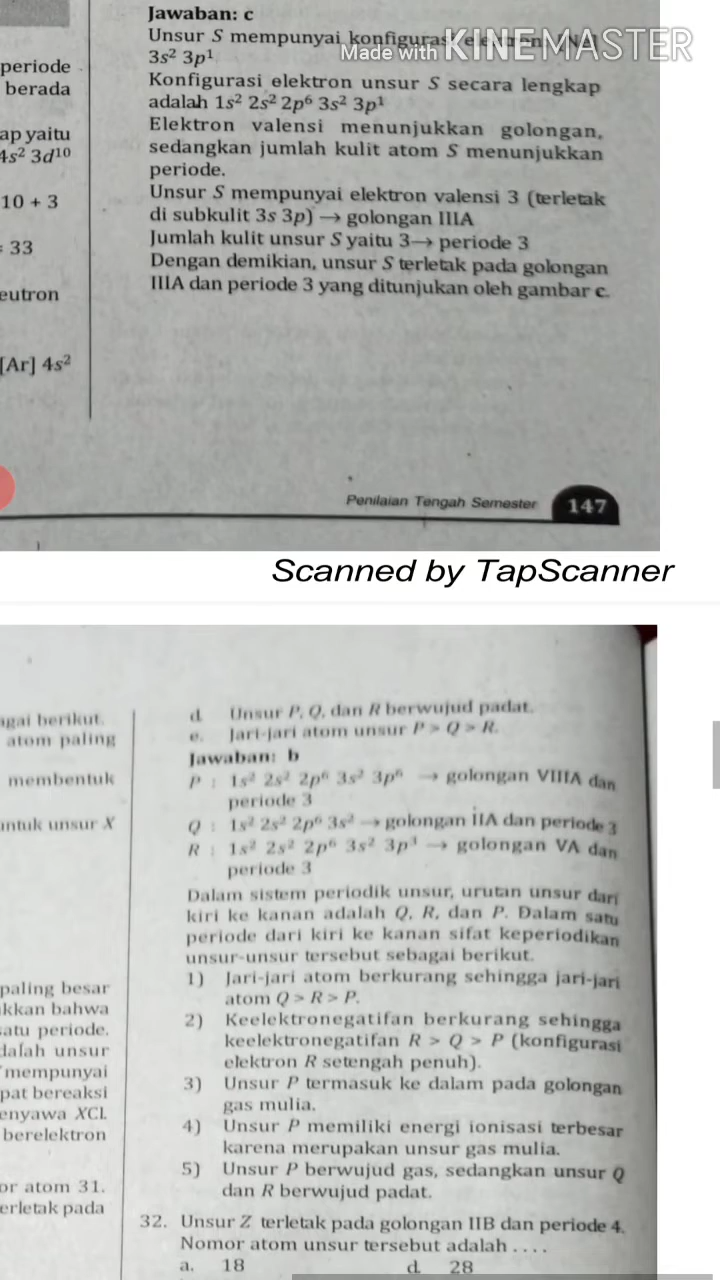 Jawaban: c
Unsur S mempunyai konfigurasi
Made with KINEMASTER
3s² 3p¹
Konfigurasi elektron unsur S secara lengkap
adalah 1s² 2s² 2p⁶ 3s² 3p¹
Elektron valensi menunjukkan golongan,
sedangkan jumlah kulit atom S menunjukkan
periode.
Unsur S mempunyai elektron valensi 3 (terletak
di subkulit 3s 3p) → golongan IIIA
Jumlah kulit unsur S yaitu 3→ periode 3
Dengan demikian, unsur S terletak pada golongan
IIIA dan periode 3 yang ditunjukan oleh gambar c.
periode
berada
ap yaitu
4s² 3d¹⁰
10 + 3
33
eutron
[Ar] 4s²
Penilaian Tengah Semester 147
Scanned by TapScanner
agai berikut.
atom paling
membentuk
untuk unsur X
paling besar
kkan bahwa
satu periode.
dalah unsur
mempunyai
pat bereaksi
enyawa XCl.
berelektron
or atom 31.
erletak pada
d. Unsur P, Q, dan R berwujud padat.
e. Jari-jari atom unsur P > Q > R.
Jawaban: b
P : 1s² 2s² 2p⁶ 3s² 3p⁶ → golongan VIIIA dan
periode 3
Q : 1s² 2s² 2p⁶ 3s² → golongan IIA dan periode 3
R : 1s² 2s² 2p⁶ 3s² 3p³ → golongan VA dan
periode 3
Dalam sistem periodik unsur, urutan unsur dari
kiri ke kanan adalah Q, R, dan P. Dalam satu
periode dari kiri ke kanan sifat keperiodikan
unsur-unsur tersebut sebagai berikut.
1) Jari-jari atom berkurang sehingga jari-jari
atom Q > R > P.
2) Keelektronegatifan berkurang sehingga
keelektronegatifan R > Q > P (konfigurasi
elektron R setengah penuh).
3) Unsur P termasuk ke dalam pada golongan
gas mulia.
4) Unsur P memiliki energi ionisasi terbesar
karena merupakan unsur gas mulia.
5) Unsur P berwujud gas, sedangkan unsur Q
dan R berwujud padat.
32. Unsur Z terletak pada golongan IIB dan periode 4.
Nomor atom unsur tersebut adalah . . . .
a. 18 d. 28